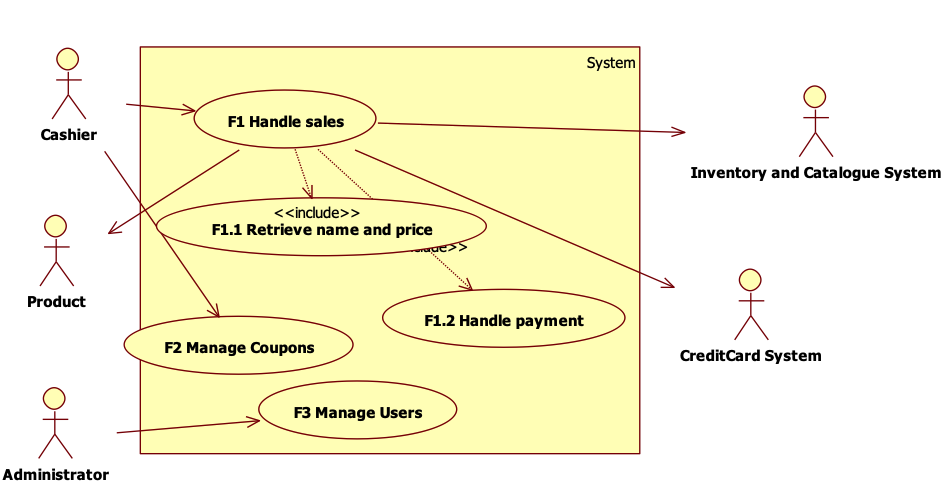 System
Cashier
F1 Handle sales
Inventory and Catalogue System
<<include>>
F1.1 Retrieve name and price
Product
F1.2 Handle payment
F2 Manage Coupons
CreditCard System
F3 Manage Users
Administrator